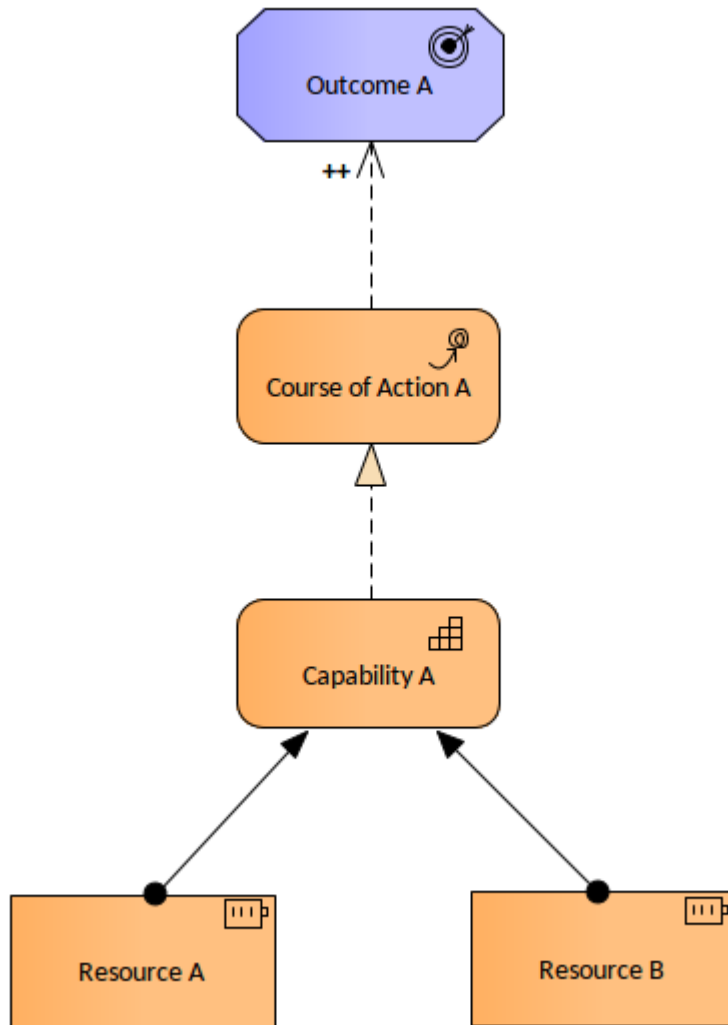 Outcome A
++
Course of Action A
Capability A
Resource A
Resource B